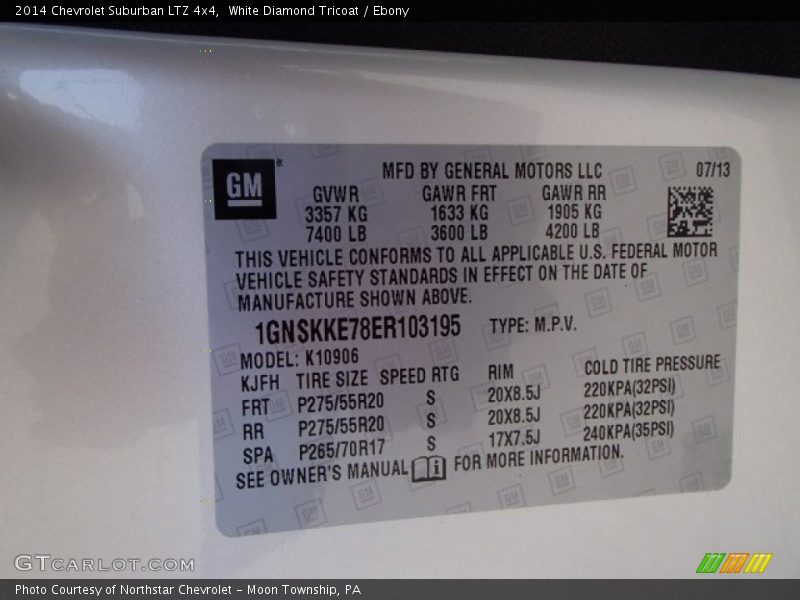 2014 Chevrolet Suburban LTZ 4x4, White Diamond Tricoat / Ebony
GM®
MFD BY GENERAL MOTORS LLC 07/13
GVWR GAWR FRT GAWR RR
3357 KG 1633 KG 1905 KG
7400 LB 3600 LB 4200 LB
THIS VEHICLE CONFORMS TO ALL APPLICABLE U.S. FEDERAL MOTOR
VEHICLE SAFETY STANDARDS IN EFFECT ON THE DATE OF
MANUFACTURE SHOWN ABOVE.
1GNSKKE78ER103195 TYPE: M.P.V.
MODEL: K10906
KJFH TIRE SIZE SPEED RTG RIM COLD TIRE PRESSURE
FRT P275/55R20 S 20X8.5J 220KPA(32PSI)
RR P275/55R20 S 20X8.5J 220KPA(32PSI)
SPA P265/70R17 S 17X7.5J 240KPA(35PSI)
SEE OWNER'S MANUAL i FOR MORE INFORMATION.
GTCARLOT.COM
Photo Courtesy of Northstar Chevrolet - Moon Township, PA